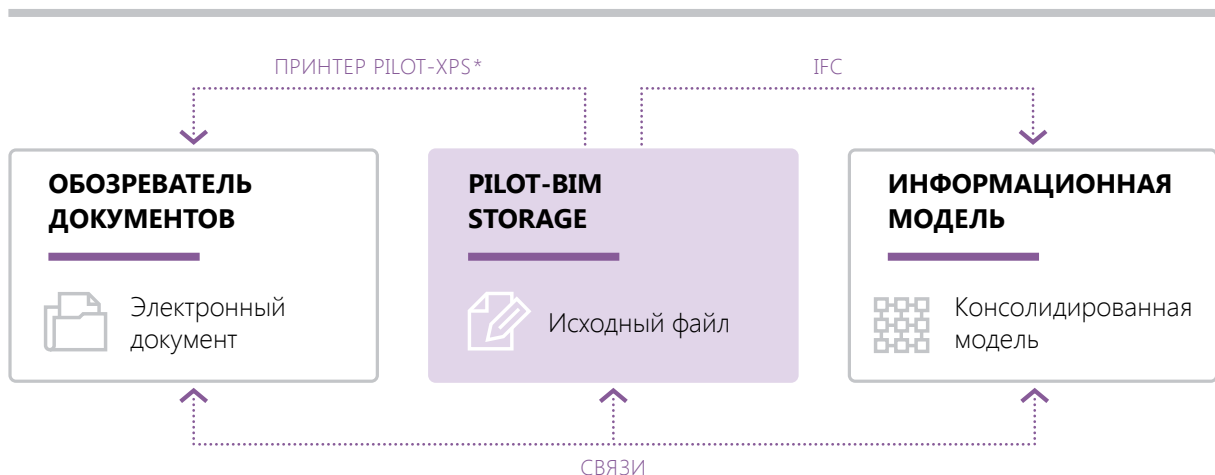 ПРИНТЕР PILOT-XPS*
IFC
ОБОЗРЕВАТЕЛЬ
ДОКУМЕНТОВ
Электронный
документ
PILOT-BIM
STORAGE
Исходный файл
ИНФОРМАЦИОННАЯ
МОДЕЛЬ
Консолидированная
модель
СВЯЗИ